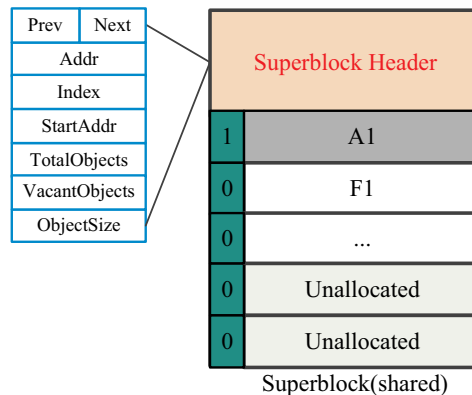 Prev Next
Addr
Index
StartAddr
TotalObjects
VacantObjects
ObjectSize
Superblock Header
1 A1
0 F1
0 ...
0 Unallocated
0 Unallocated
Superblock(shared)